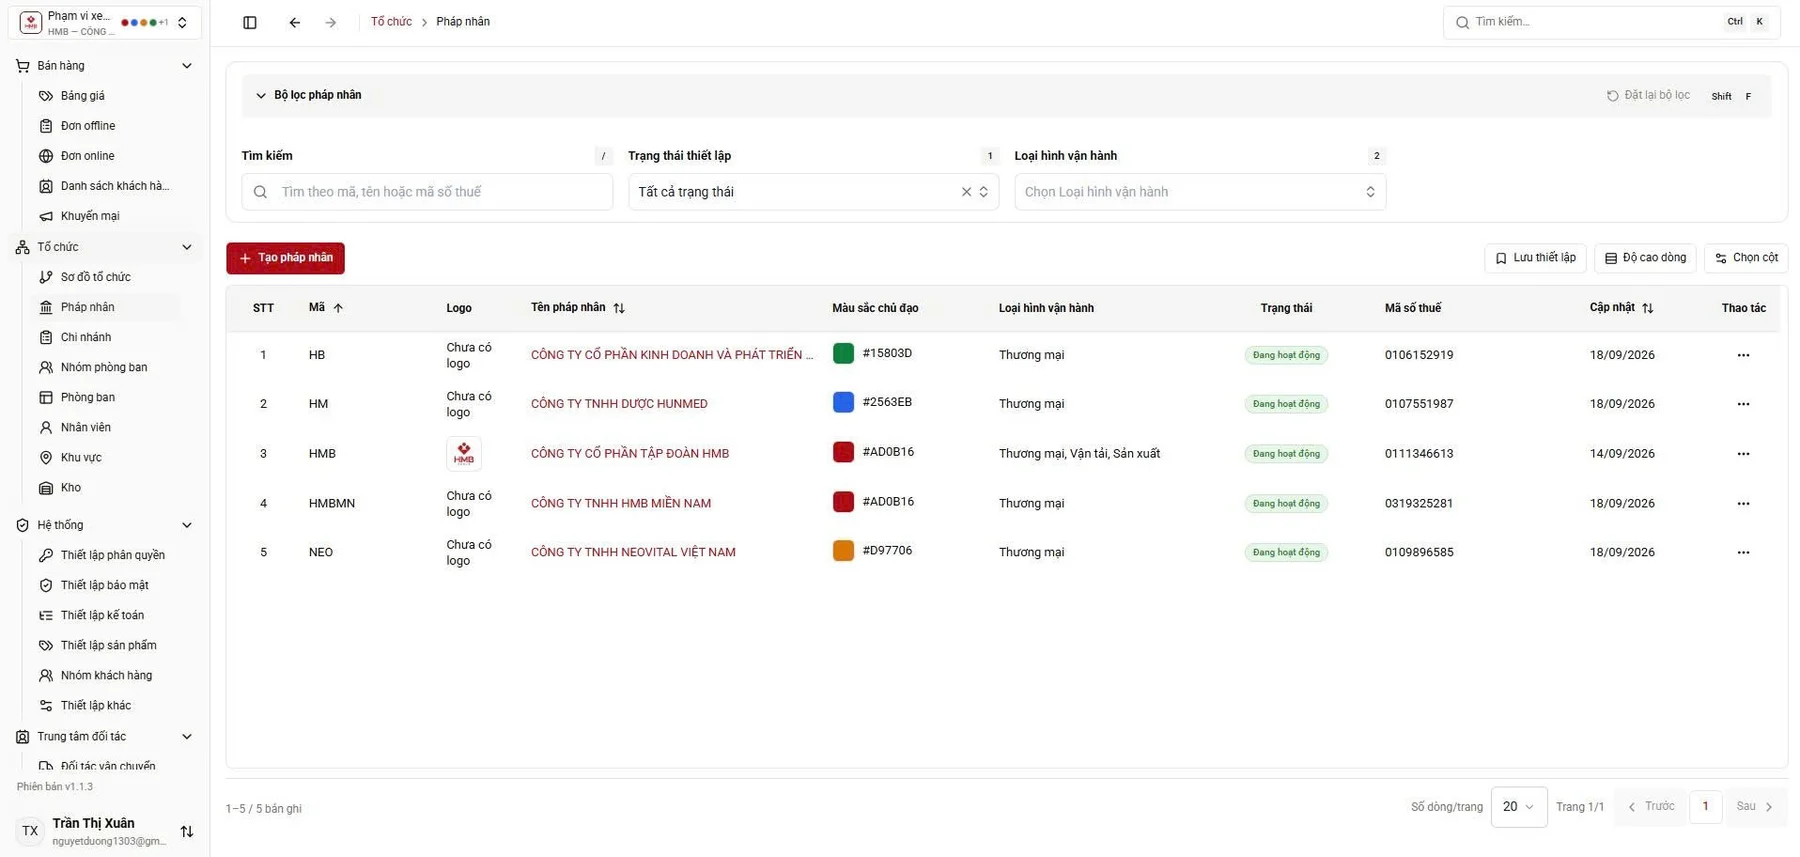 Phạm vi xe... +1
HMB – CÔNG ...
Tổ chức > Pháp nhân
Tìm kiếm... Ctrl K
Bán hàng
Bảng giá
Đơn offline
Đơn online
Danh sách khách hà...
Khuyến mại
Tổ chức
Sơ đồ tổ chức
Pháp nhân
Chi nhánh
Nhóm phòng ban
Phòng ban
Nhân viên
Khu vực
Kho
Hệ thống
Thiết lập phân quyền
Thiết lập bảo mật
Thiết lập kế toán
Thiết lập sản phẩm
Nhóm khách hàng
Thiết lập khác
Trung tâm đối tác
Đối tác vận chuyển
Phiên bản v1.1.3
TX
Trần Thị Xuân
nguyetduong1303@gm...
Bộ lọc pháp nhân
Đặt lại bộ lọc Shift F
Tìm kiếm /
Trạng thái thiết lập 1
Loại hình vận hành 2
Tìm theo mã, tên hoặc mã số thuế
Tất cả trạng thái
Chọn Loại hình vận hành
+ Tạo pháp nhân
Lưu thiết lập
Độ cao dòng
Chọn cột
STT Mã Logo Tên pháp nhân Màu sắc chủ đạo Loại hình vận hành Trạng thái Mã số thuế Cập nhật Thao tác
1 HB Chưa có logo CÔNG TY CỔ PHẦN KINH DOANH VÀ PHÁT TRIỂN ... #15803D Thương mại Đang hoạt động 0106152919 18/09/2026 ...
2 HM Chưa có logo CÔNG TY TNHH DƯỢC HUNMED #2563EB Thương mại Đang hoạt động 0107551987 18/09/2026 ...
3 HMB HMB CÔNG TY CỔ PHẦN TẬP ĐOÀN HMB #AD0B16 Thương mại, Vận tải, Sản xuất Đang hoạt động 0111346613 14/09/2026 ...
4 HMBMN Chưa có logo CÔNG TY TNHH HMB MIỀN NAM #AD0B16 Thương mại Đang hoạt động 0319325281 18/09/2026 ...
5 NEO Chưa có logo CÔNG TY TNHH NEOVITAL VIỆT NAM #D97706 Thương mại Đang hoạt động 0109896585 18/09/2026 ...
1–5 / 5 bản ghi
Số dòng/trang 20 Trang 1/1 Trước 1 Sau